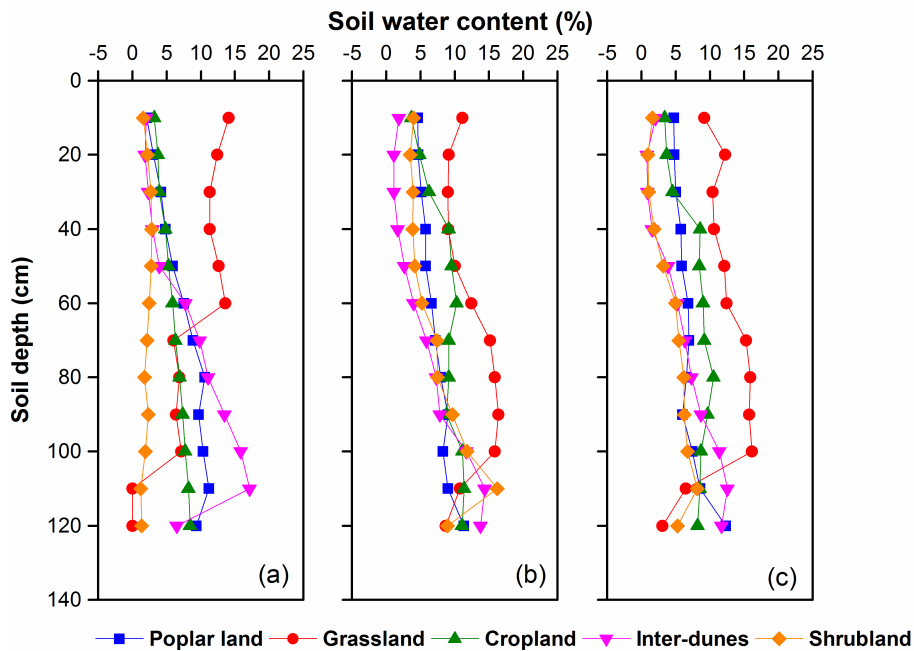 Soil water content (%)
-5 0 5 10 15 20 25 -5 0 5 10 15 20 25 -5 0 5 10 15 20 25
Soil depth (cm)
0
20
40
60
80
100
120
140
(a) (b) (c)
Poplar land Grassland Cropland Inter-dunes Shrubland